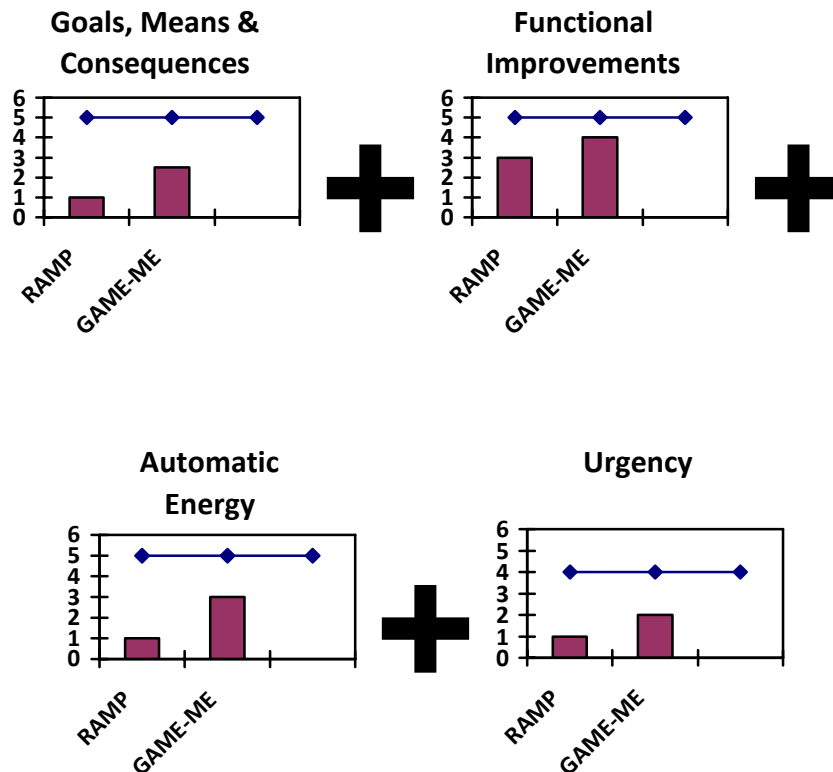 Goals, Means &
Consequences
6
5
4
3
2
1
0
RAMP
GAME-ME
Functional
Improvements
6
5
4
3
2
1
0
RAMP
GAME-ME
Automatic
Energy
6
5
4
3
2
1
0
RAMP
GAME-ME
Urgency
6
5
4
3
2
1
0
RAMP
GAME-ME